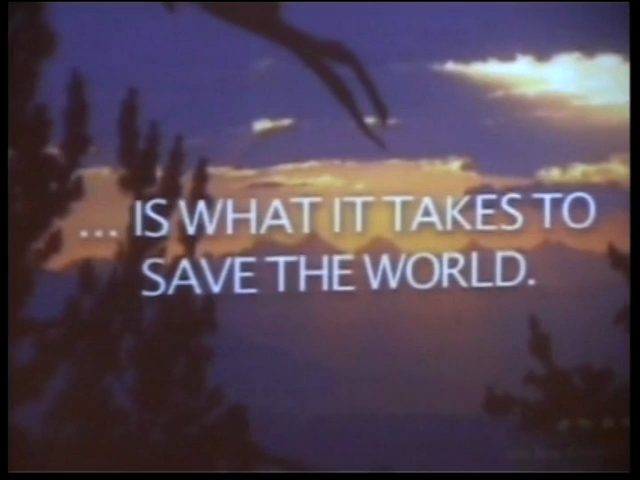 ... IS WHAT IT TAKES TO
SAVE THE WORLD.